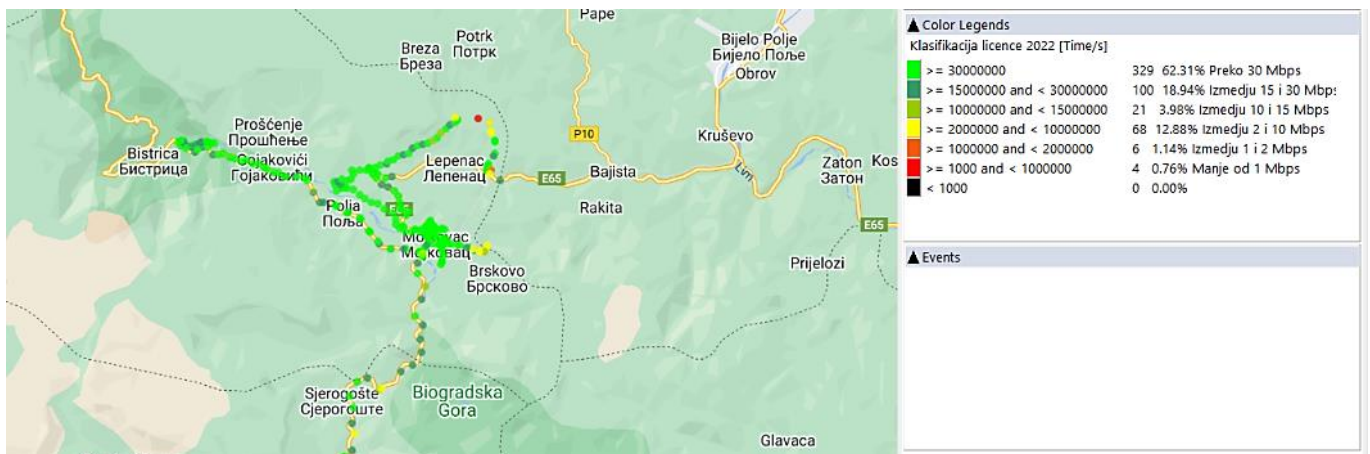 Pape
Potrk
Потрк
Breza
Бреза
Bijelo Polje
Бијело Поље
Obrov
Prošćenje
Прошћење
P10
Kruševo
Bistrica
Бистрица
Gojakovići
Гојаковићи
Lepenac
Лепенац
E65
Bajista
Lim
Zaton
Затон
Kos
Rakita
Polja
Поља
E65
Мојковац
Brskovo
Брсково
Prijelozi
Sjerogošte
Сјерогоште
Biogradska
Gora
Glavaca
Color Legends
Klasifikacija licence 2022 [Time/s]
>= 30000000 329 62.31% Preko 30 Mbps
>= 15000000 and < 30000000 100 18.94% Izmedju 15 i 30 Mbps
>= 10000000 and < 15000000 21 3.98% Izmedju 10 i 15 Mbps
>= 2000000 and < 10000000 68 12.88% Izmedju 2 i 10 Mbps
>= 1000000 and < 2000000 6 1.14% Izmedju 1 i 2 Mbps
>= 1000 and < 1000000 4 0.76% Manje od 1 Mbps
< 1000 0 0.00%
Events